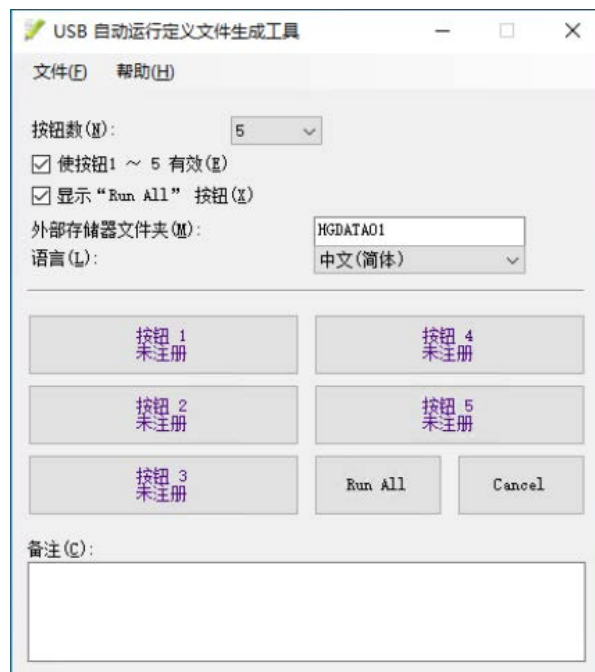 USB 自动运行定义文件生成工具
文件(F) 帮助(H)
按钮数(N): 5
使按钮1 ～ 5 有效(E)
显示“Run All” 按钮(X)
外部存储器文件夹(M): HGDATA01
语言(L): 中文(简体)
按钮 1
未注册
按钮 4
未注册
按钮 2
未注册
按钮 5
未注册
按钮 3
未注册
Run All Cancel
备注(C):